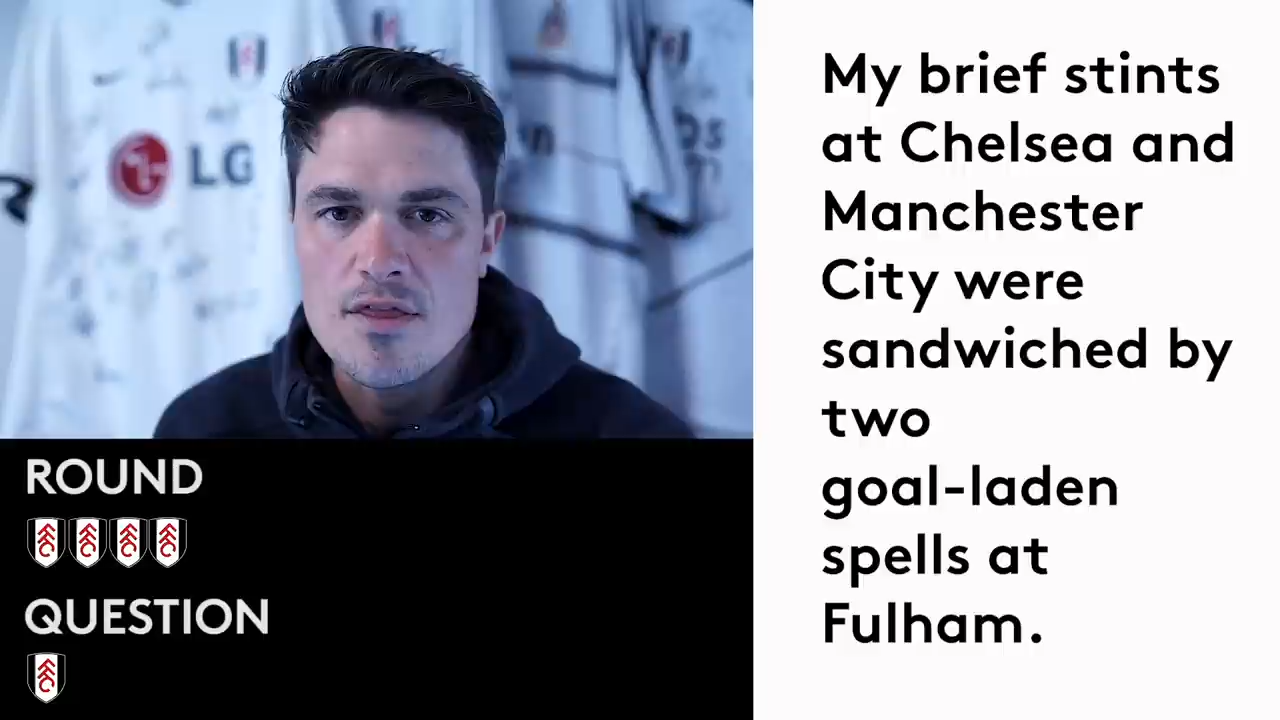 LG
My brief stints
at Chelsea and
Manchester
City were
sandwiched by
two
goal-laden
spells at
Fulham.
ROUND
QUESTION